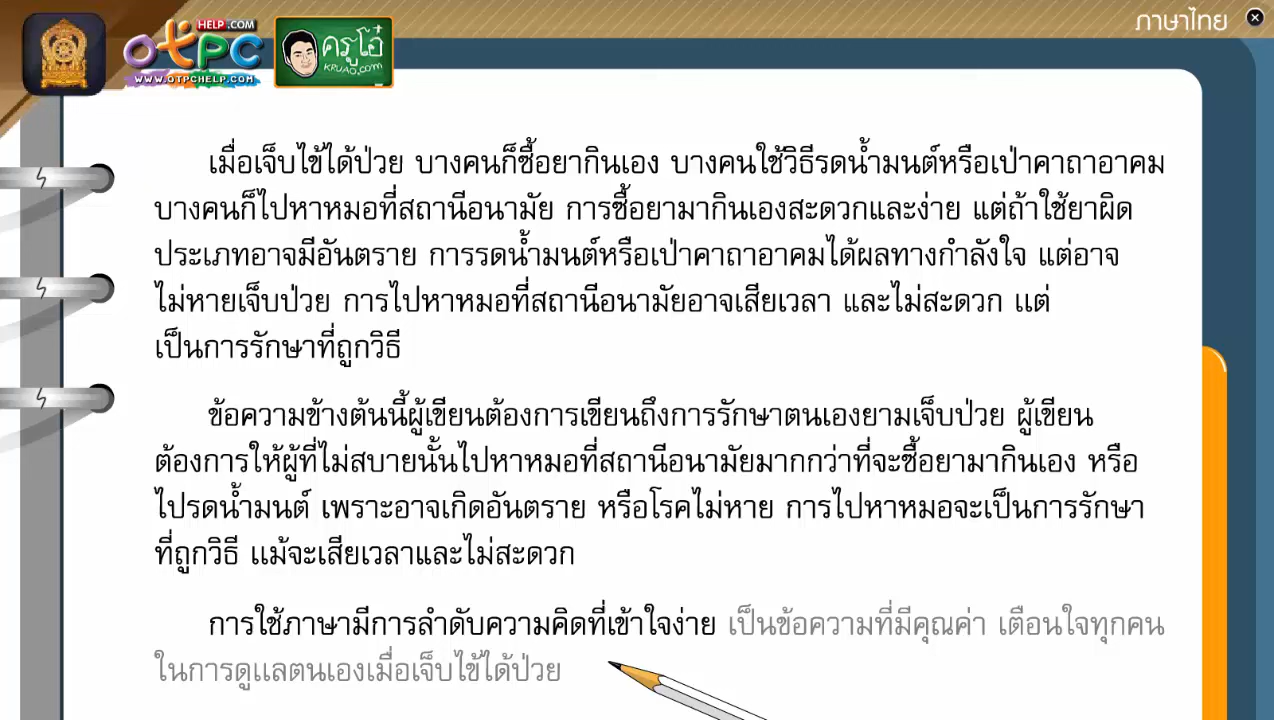 ภาษาไทย
HELP.COM
OTPC
WWW.OTPCHELP.COM
ครูโอ๋
KRUAO.COM
เมื่อเจ็บไข้ได้ป่วย บางคนก็ซื้อยากินเอง บางคนใช้วิธีรดน้ำมนต์หรือเป่าคาถาอาคม
บางคนก็ไปหาหมอที่สถานีอนามัย การซื้อยามากินเองสะดวกและง่าย แต่ถ้าใช้ยาผิด
ประเภทอาจมีอันตราย การรดน้ำมนต์หรือเป่าคาถาอาคมได้ผลทางกำลังใจ แต่อาจ
ไม่หายเจ็บป่วย การไปหาหมอที่สถานีอนามัยอาจเสียเวลา และไม่สะดวก แต่
เป็นการรักษาที่ถูกวิธี
ข้อความข้างต้นนี้ผู้เขียนต้องการเขียนถึงการรักษาตนเองยามเจ็บป่วย ผู้เขียน
ต้องการให้ผู้ที่ไม่สบายนั้นไปหาหมอที่สถานีอนามัยมากกว่าที่จะซื้อยามากินเอง หรือ
ไปรดน้ำมนต์ เพราะอาจเกิดอันตราย หรือโรคไม่หาย การไปหาหมอจะเป็นการรักษา
ที่ถูกวิธี แม้จะเสียเวลาและไม่สะดวก
การใช้ภาษามีการลำดับความคิดที่เข้าใจง่าย เป็นข้อความที่มีคุณค่า เตือนใจทุกคน
ในการดูแลตนเองเมื่อเจ็บไข้ได้ป่วย